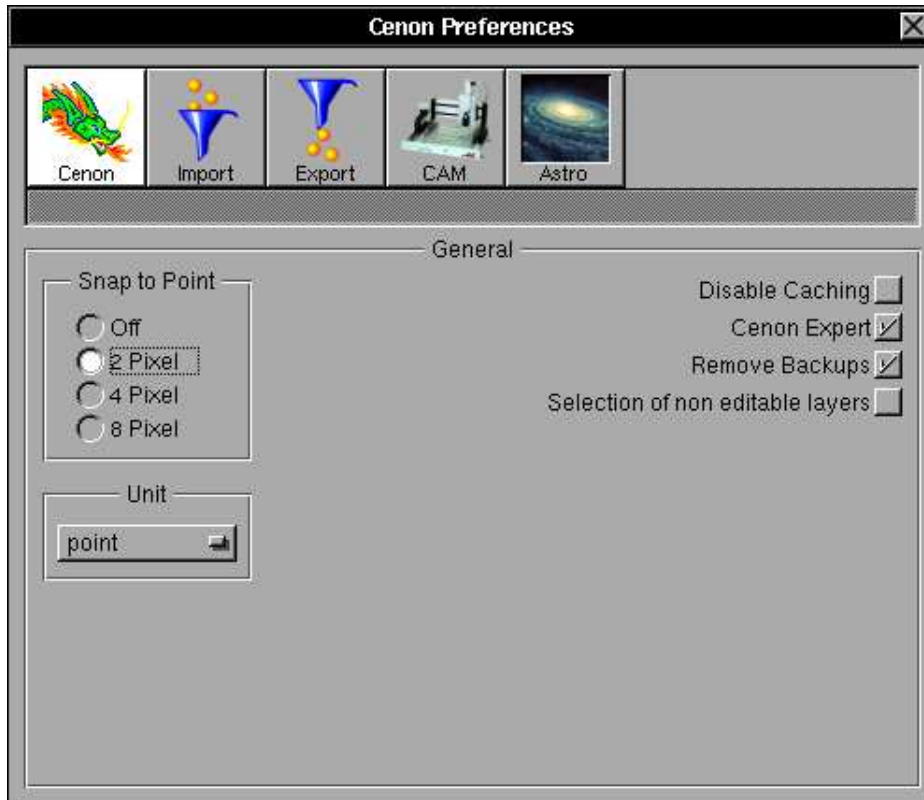 Cenon Preferences
Cenon
Import
Export
CAM
Astro
General
Snap to Point
Off
2 Pixel
4 Pixel
8 Pixel
Unit
point
Disable Caching
Cenon Expert
Remove Backups
Selection of non editable layers